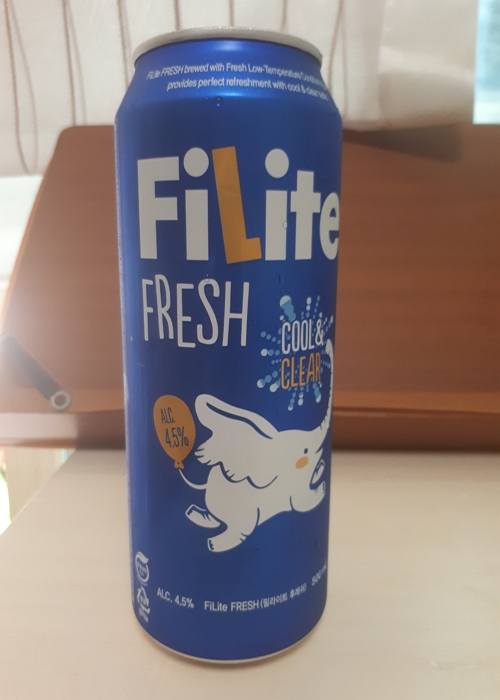 FiLite FRESH brewed with Fresh Low-Temperature
provides perfect refreshment with cool & clear
FiLite
FRESH
COOL &
CLEAR
ALC.
4.5%
ALC. 4.5% FiLite FRESH (필라이트 후레쉬) 500